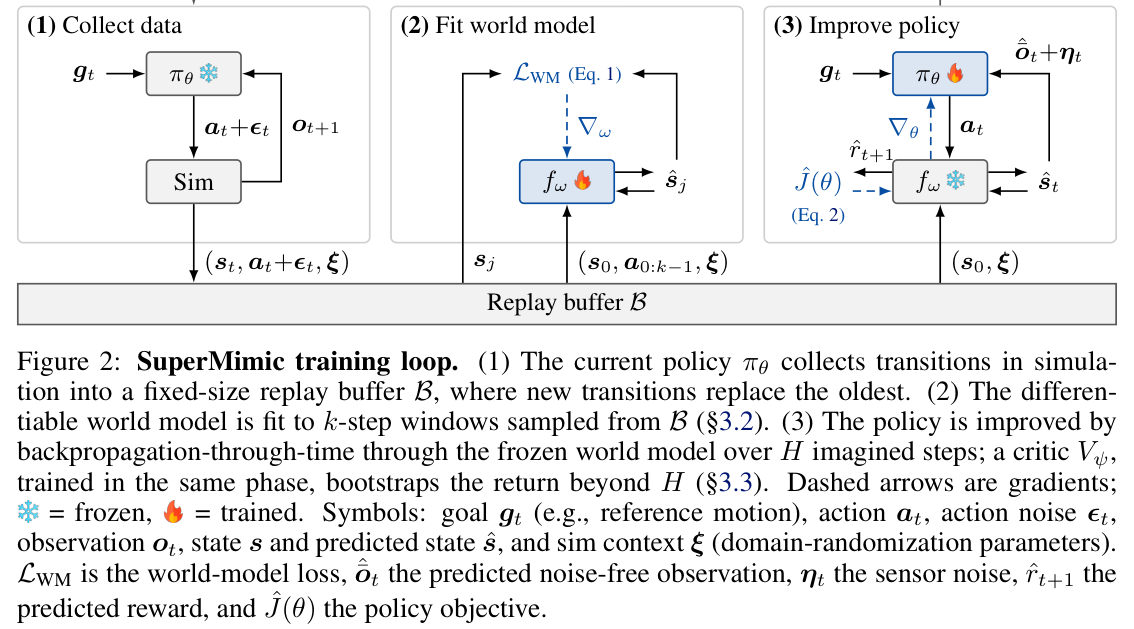 (1) Collect data
g_t
π_θ ❄️
a_t+ϵ_t
o_{t+1}
Sim
(s_t, a_t+ϵ_t, ξ)
(2) Fit world model
ℒ_WM (Eq. 1)
∇_ω
f_ω 🔥
ŝ_j
s_j
(s_0, a_{0:k−1}, ξ)
(3) Improve policy
g_t
π_θ 🔥
ô̄_t+η_t
∇_θ
a_t
r̂_{t+1}
Ĵ(θ)
(Eq. 2)
f_ω ❄️
ŝ_t
(s_0, ξ)
Replay buffer ℬ
Figure 2: SuperMimic training loop. (1) The current policy π_θ collects transitions in simula-
tion into a fixed-size replay buffer ℬ, where new transitions replace the oldest. (2) The differen-
tiable world model is fit to k-step windows sampled from ℬ (§3.2). (3) The policy is improved by
backpropagation-through-time through the frozen world model over H imagined steps; a critic V_ψ,
trained in the same phase, bootstraps the return beyond H (§3.3). Dashed arrows are gradients;
❄️ = frozen, 🔥 = trained. Symbols: goal g_t (e.g., reference motion), action a_t, action noise ϵ_t,
observation o_t, state s and predicted state ŝ, and sim context ξ (domain-randomization parameters).
ℒ_WM is the world-model loss, ô̄_t the predicted noise-free observation, η_t the sensor noise, r̂_{t+1} the
predicted reward, and Ĵ(θ) the policy objective.